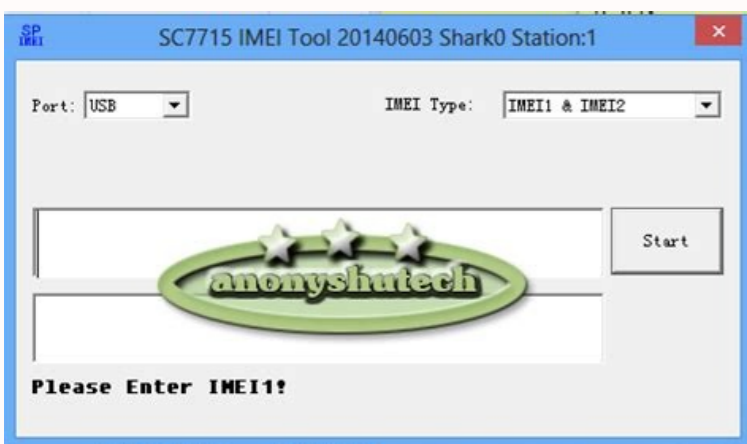 SP
IMEI
SC7715 IMEI Tool 20140603 Shark0 Station:1
Port: USB
IMEI Type: IMEI1 & IMEI2
Start
anonyshutech
Please Enter IMEI1!